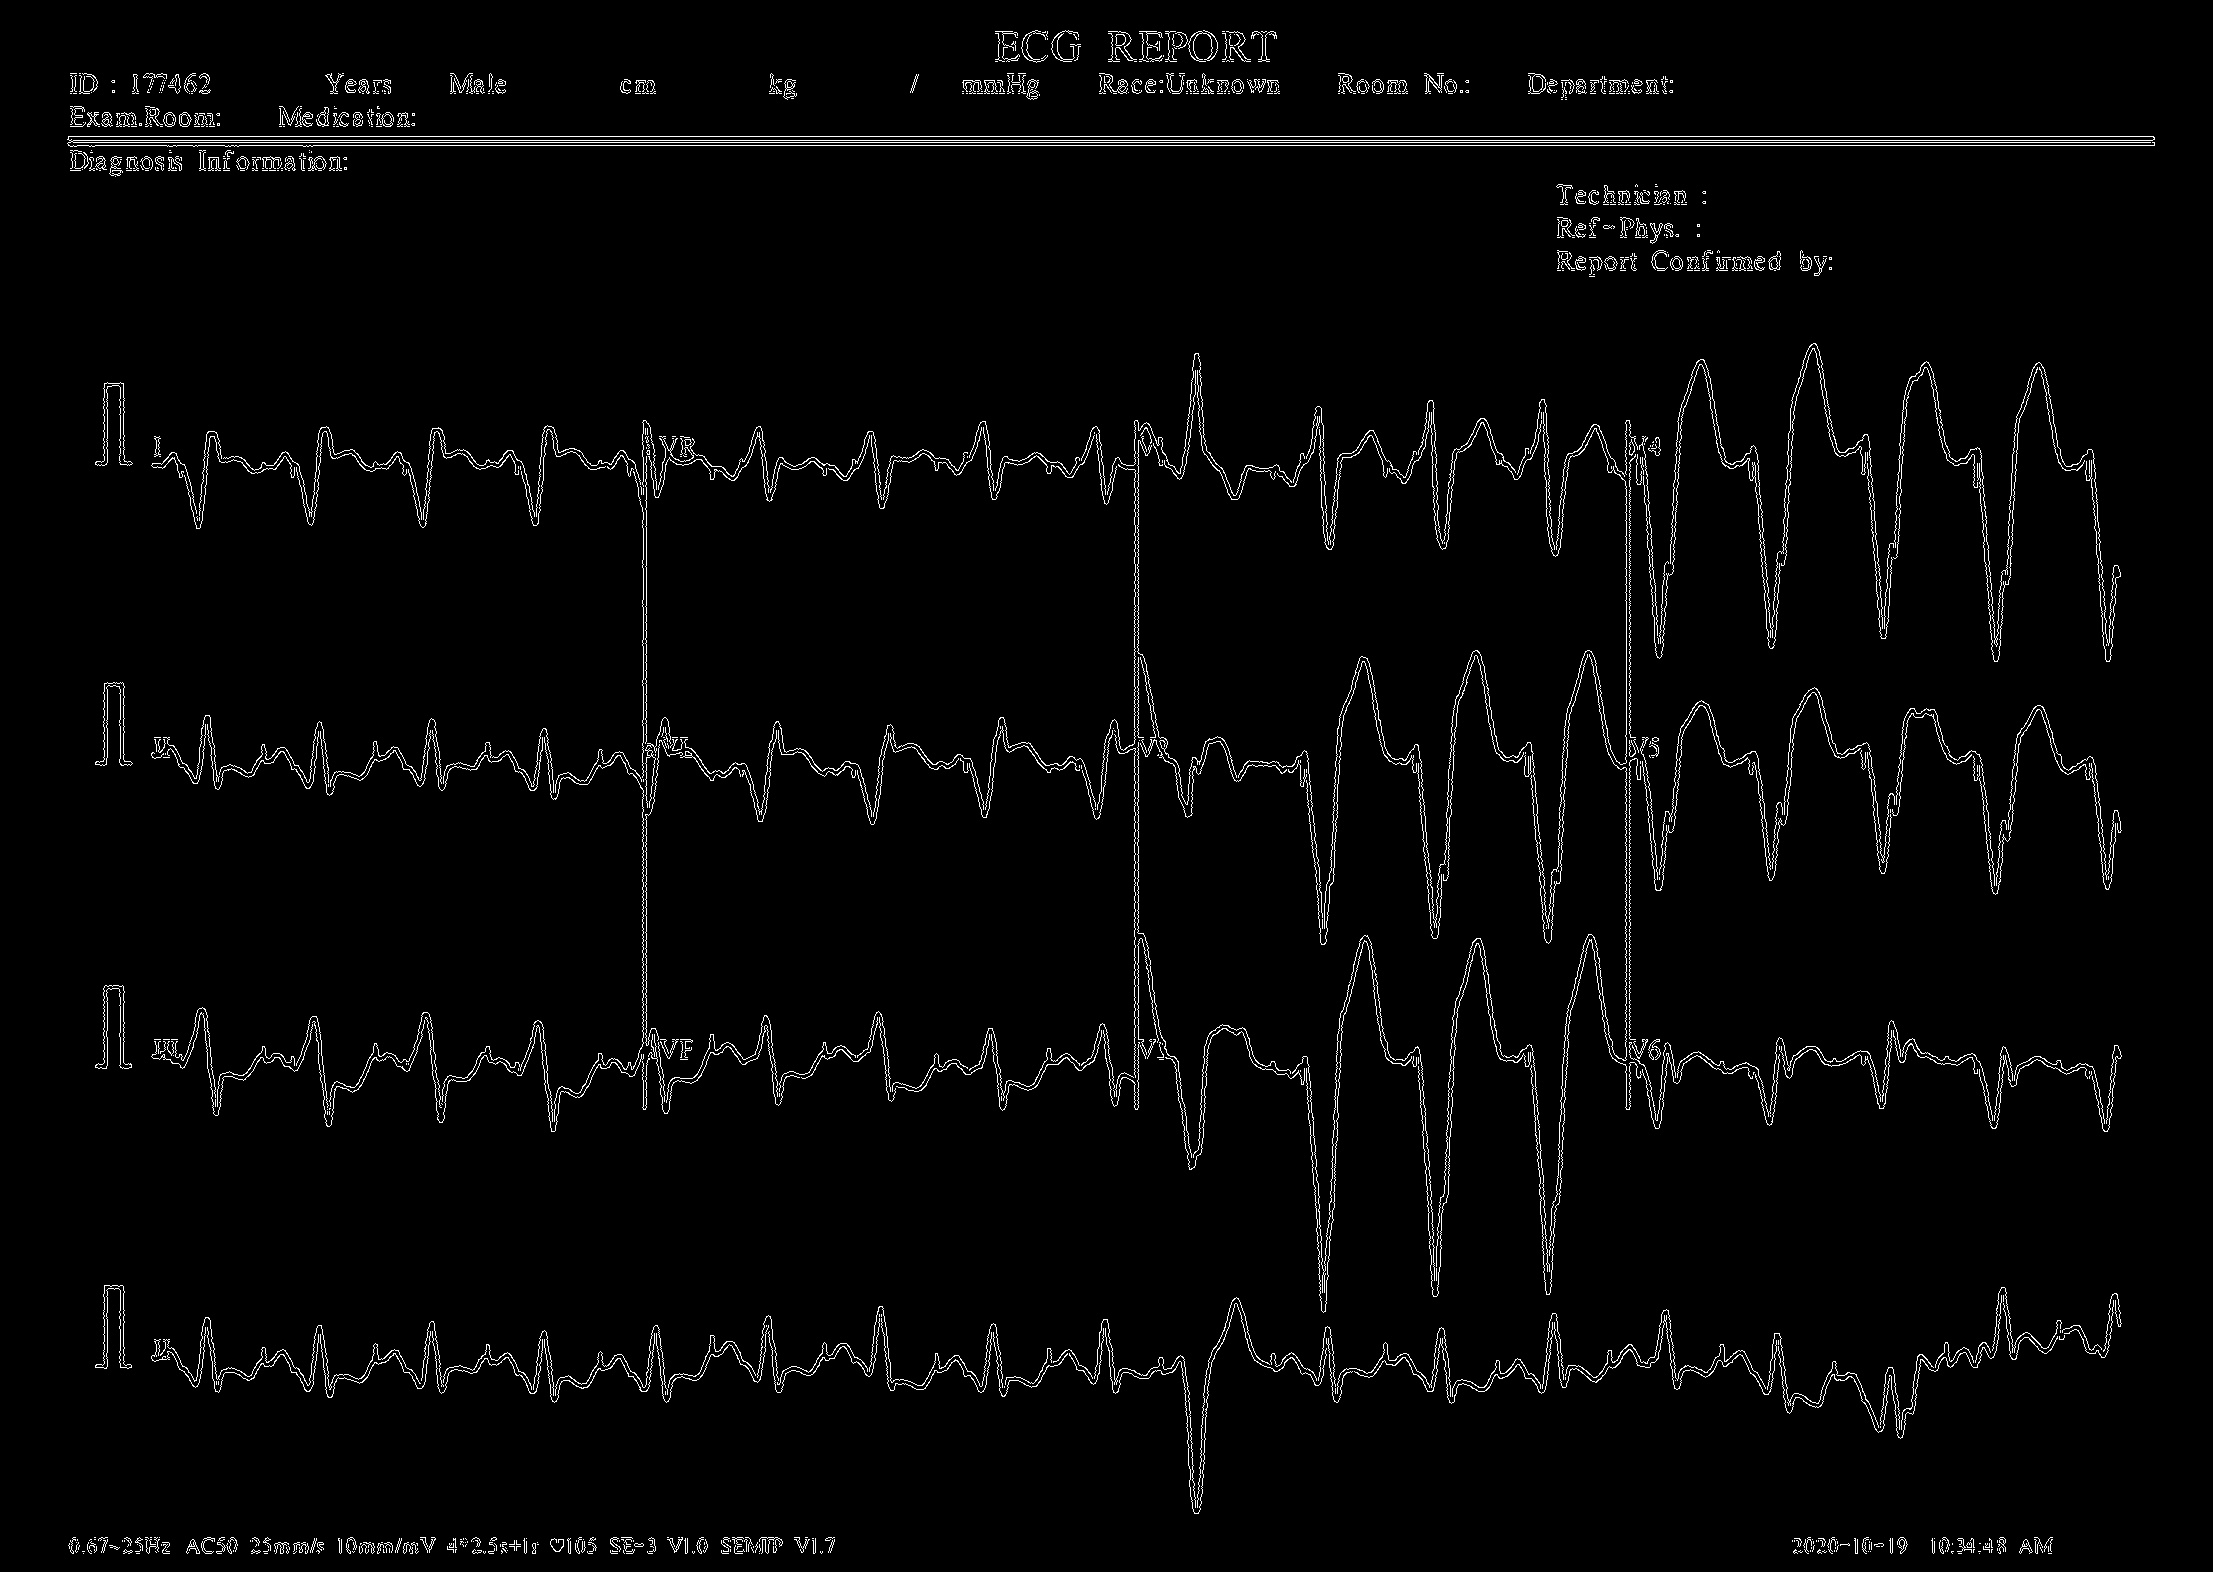 ECG REPORT
ID : 177462 Years Male cm kg / mmHg Race:Unknown Room No.: Department:
Exam.Room: Medication:
Diagnosis Information:
Technician :
Ref-Phys. :
Report Confirmed by:
I VR V4
II VL V5
III VF V6
II
0.67~25Hz AC50 25mm/s 10mm/mV 4*2.5s+1r ♡105 SE-3 V1.0 SEMIP V1.7
2020-10-19 10:34:48 AM